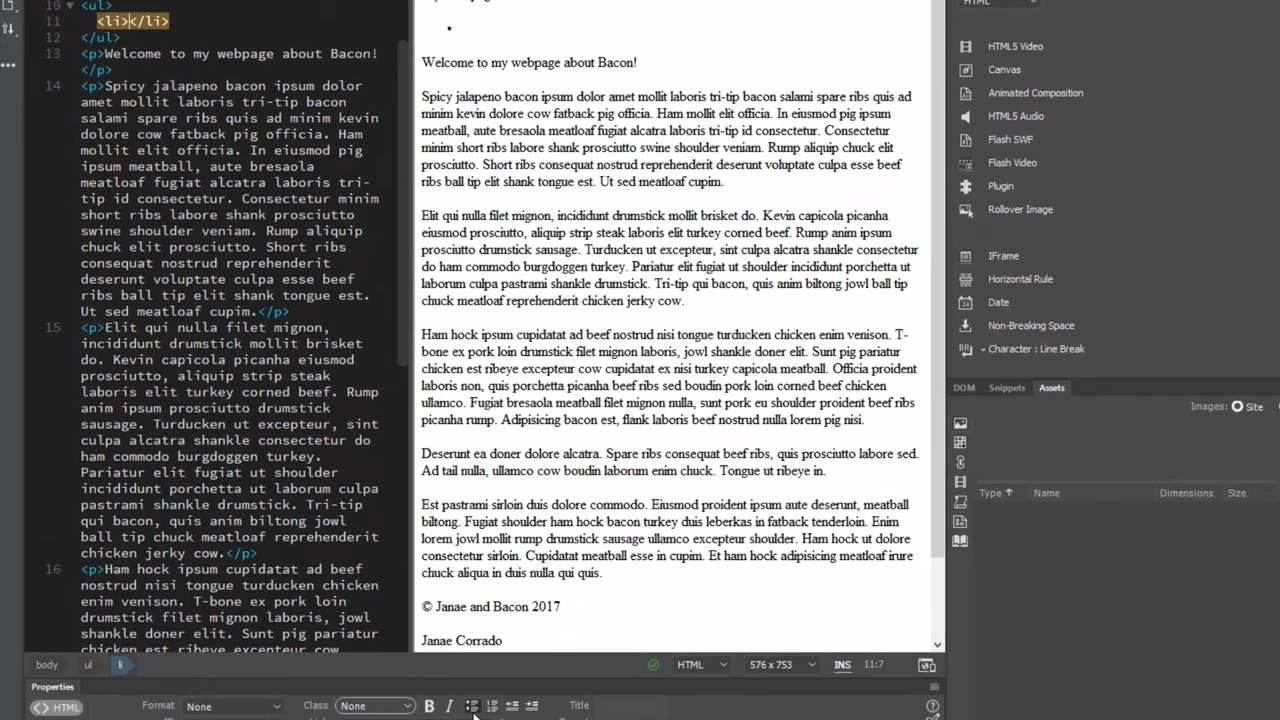 10 <ul>
11 <li></li>
12 </ul>
13 <p>Welcome to my webpage about Bacon!
</p>
14 <p>Spicy jalapeno bacon ipsum dolor
amet mollit laboris tri-tip bacon
salami spare ribs quis ad minim kevin
dolore cow fatback pig officia. Ham
mollit elit officia. In eiusmod pig
ipsum meatball, aute bresaola
meatloaf fugiat alcatra laboris tri-
tip id consectetur. Consectetur minim
short ribs labore shank prosciutto
swine shoulder veniam. Rump aliquip
chuck elit prosciutto. Short ribs
consequat nostrud reprehenderit
deserunt voluptate culpa esse beef
ribs ball tip elit shank tongue est.
Ut sed meatloaf cupim.</p>
15 <p>Elit qui nulla filet mignon,
incididunt drumstick mollit brisket
do. Kevin capicola picanha eiusmod
prosciutto, aliquip strip steak
laboris elit turkey corned beef. Rump
anim ipsum prosciutto drumstick
sausage. Turducken ut excepteur, sint
culpa alcatra shankle consectetur do
ham commodo burgdoggen turkey.
Pariatur elit fugiat ut shoulder
incididunt porchetta ut laborum culpa
pastrami shankle drumstick. Tri-tip
qui bacon, quis anim biltong jowl
ball tip chuck meatloaf reprehenderit
chicken jerky cow.</p>
16 <p>Ham hock ipsum cupidatat ad beef
nostrud nisi tongue turducken chicken
enim venison. T-bone ex pork loin
drumstick filet mignon laboris, jowl
shankle doner elit. Sunt pig pariatur
chicken est ribeye excepteur cow
Welcome to my webpage about Bacon!
Spicy jalapeno bacon ipsum dolor amet mollit laboris tri-tip bacon salami spare ribs quis ad
minim kevin dolore cow fatback pig officia. Ham mollit elit officia. In eiusmod pig ipsum
meatball, aute bresaola meatloaf fugiat alcatra laboris tri-tip id consectetur. Consectetur
minim short ribs labore shank prosciutto swine shoulder veniam. Rump aliquip chuck elit
prosciutto. Short ribs consequat nostrud reprehenderit deserunt voluptate culpa esse beef
ribs ball tip elit shank tongue est. Ut sed meatloaf cupim.
Elit qui nulla filet mignon, incididunt drumstick mollit brisket do. Kevin capicola picanha
eiusmod prosciutto, aliquip strip steak laboris elit turkey corned beef. Rump anim ipsum
prosciutto drumstick sausage. Turducken ut excepteur, sint culpa alcatra shankle consectetur
do ham commodo burgdoggen turkey. Pariatur elit fugiat ut shoulder incididunt porchetta ut
laborum culpa pastrami shankle drumstick. Tri-tip qui bacon, quis anim biltong jowl ball tip
chuck meatloaf reprehenderit chicken jerky cow.
Ham hock ipsum cupidatat ad beef nostrud nisi tongue turducken chicken enim venison. T-
bone ex pork loin drumstick filet mignon laboris, jowl shankle doner elit. Sunt pig pariatur
chicken est ribeye excepteur cow cupidatat ex nisi turkey capicola meatball. Officia proident
laboris non, quis porchetta picanha beef ribs sed boudin pork loin corned beef chicken
ullamco. Fugiat bresaola meatball filet mignon nulla, sunt pork eu shoulder proident beef ribs
picanha rump. Adipisicing bacon est, flank laboris beef nostrud nulla lorem pig nisi.
Deserunt ea doner dolore alcatra. Spare ribs consequat beef ribs, quis prosciutto labore sed.
Ad tail nulla, ullamco cow boudin laborum enim chuck. Tongue ut ribeye in.
Est pastrami sirloin duis dolore commodo. Eiusmod proident ipsum aute deserunt, meatball
biltong. Fugiat shoulder ham hock bacon turkey duis leberkas in fatback tenderloin. Enim
lorem jowl mollit rump drumstick sausage ullamco excepteur shoulder. Ham hock ut dolore
consectetur sirloin. Cupidatat meatball esse in cupim. Et ham hock adipisicing meatloaf irure
chuck aliqua in duis nulla qui quis.
© Janae and Bacon 2017
Janae Corrado
HTML
HTML5 Video
Canvas
Animated Composition
HTML5 Audio
Flash SWF
Flash Video
Plugin
Rollover Image
IFrame
Horizontal Rule
Date
Non-Breaking Space
BR Character : Line Break
DOM Snippets Assets
Images: Site
Type Name Dimensions Size
body ul li HTML 576 x 753 INS 11:7
Properties
<> HTML Format None Class None B I Title